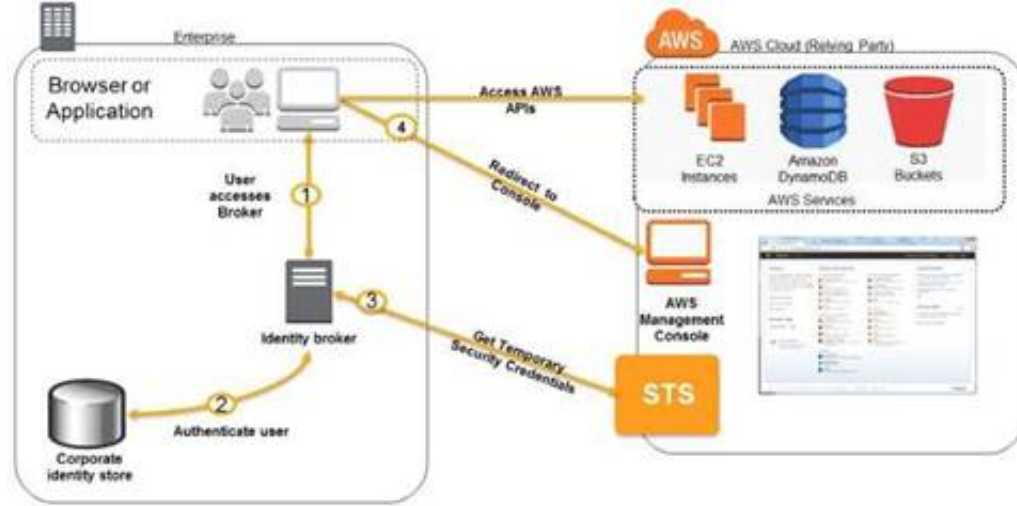 Enterprise
Browser or
Application
User
accesses
Broker
1
Identity broker
2
Authenticate user
Corporate
identity store
3
Get Temporary
Security Credentials
4
Access AWS
APIs
Redirect to
Console
AWS
AWS Cloud (Relying Party)
EC2
Instances
Amazon
DynamoDB
S3
Buckets
AWS Services
AWS
Management
Console
STS